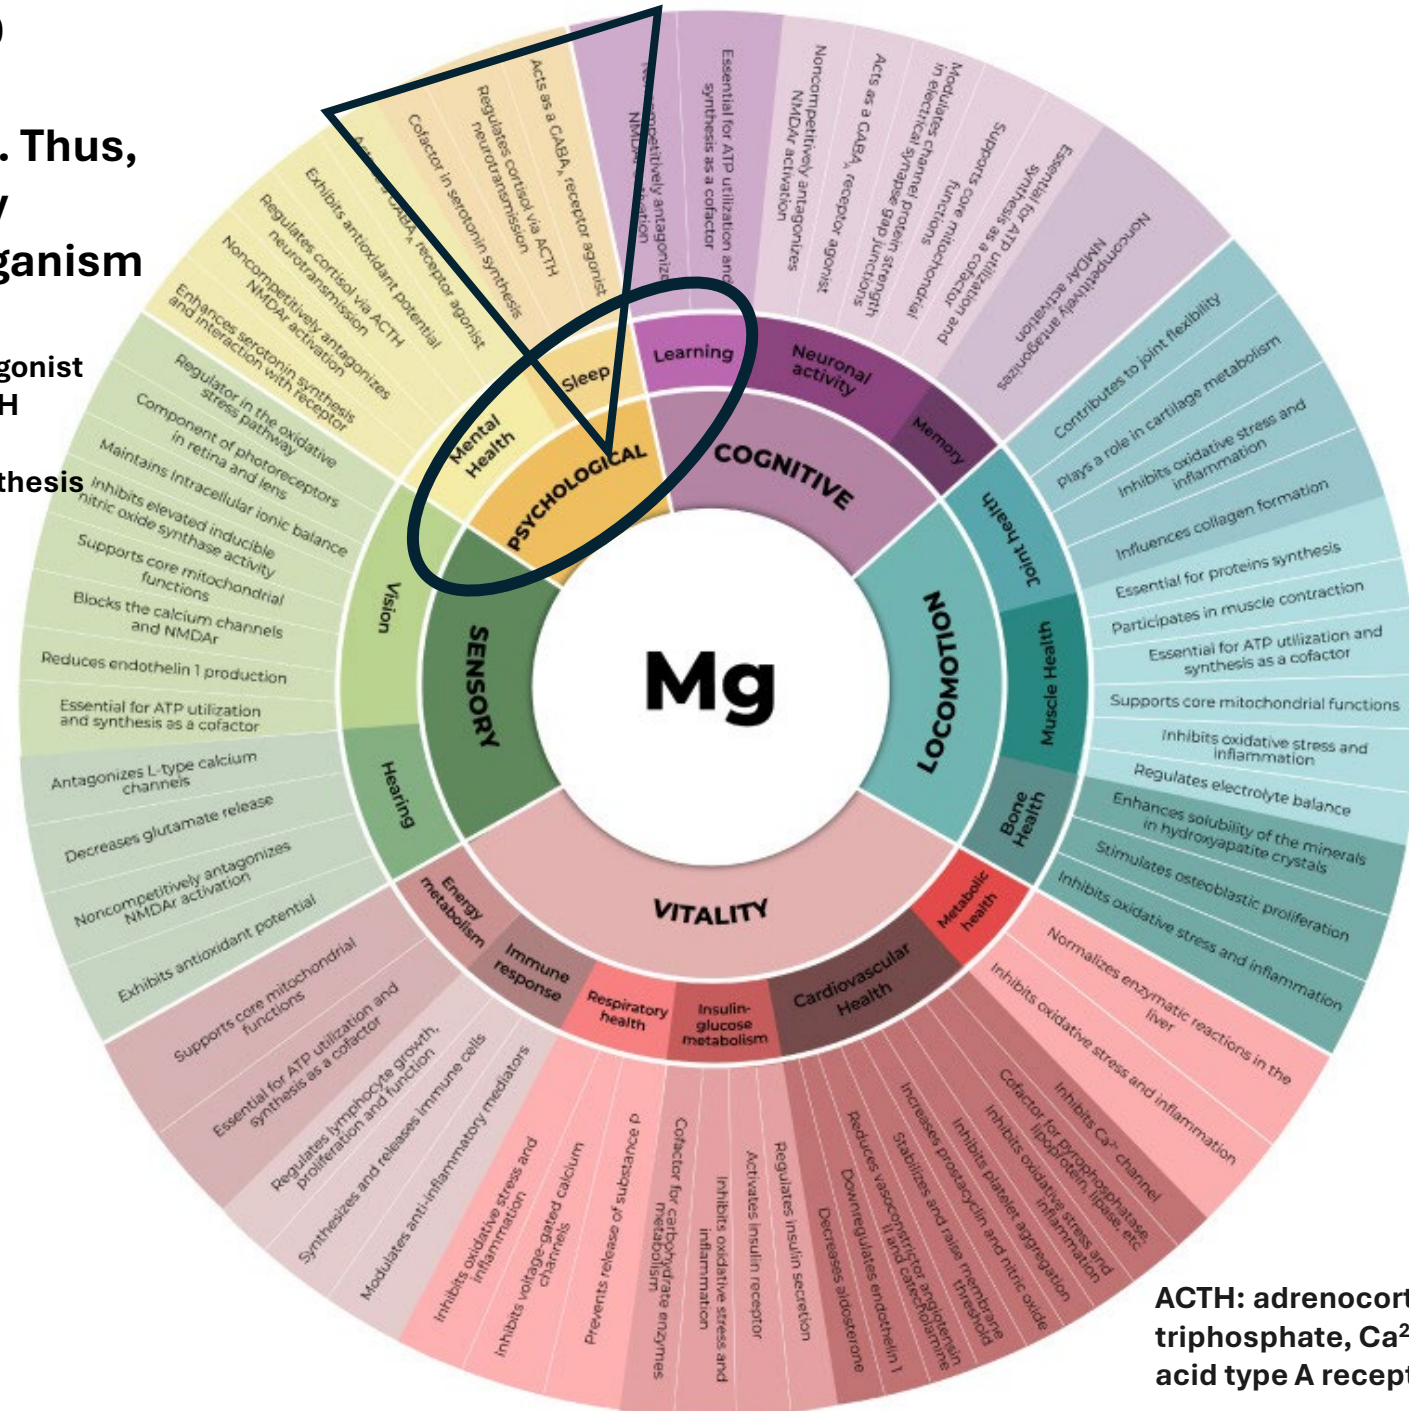 )
. Thus,
y
ganism
gonist
H
thesis
Mg
PSYCHOLOGICAL
Mental
Health
Enhances serotonin synthesis
and interaction with receptor
Noncompetitively antagonizes
NMDAr activation
Regulates cortisol via ACTH
neurotransmission
Exhibits antioxidant potential
GABA A receptor agonist
Sleep
Cofactor in serotonin synthesis
Regulates cortisol via ACTH
neurotransmission
Acts as a GABA A receptor agonist
COGNITIVE
Learning
Essential for ATP utilization and
synthesis as a cofactor
Neuronal
activity
Noncompetitively antagonizes
NMDAr activation
Acts as a GABA A receptor agonist
Modulates channel protein strength
in electrical synapse gap junctions
Supports core mitochondrial
functions
Essential for ATP utilization and
synthesis as a cofactor
Memory
Noncompetitively antagonizes
NMDAr activation
LOCOMOTION
Joint health
Contributes to joint flexibility
Plays a role in cartilage metabolism
Inhibits oxidative stress and
inflammation
Influences collagen formation
Muscle Health
Essential for proteins synthesis
Participates in muscle contraction
Essential for ATP utilization and
synthesis as a cofactor
Supports core mitochondrial functions
Inhibits oxidative stress and
inflammation
Regulates electrolyte balance
Bone
Health
Enhances solubility of the minerals
in hydroxyapatite crystals
Stimulates osteoblastic proliferation
Inhibits oxidative stress and inflammation
VITALITY
Metabolic
health
Normalizes enzymatic reactions in the
liver
Inhibits oxidative stress and inflammation
Cardiovascular
Health
Inhibits Ca²⁺ channel
Cofactor for pyrophosphatase,
lipoprotein, lipase, etc
Inhibits oxidative stress and
inflammation
Inhibits platelet aggregation
Increases prostacyclin and nitric oxide
Stabilizes and raise membrane
threshold
Reduces vasoconstrictor angiotensin
II and catecholamine
Downregulates endothelin 1
Decreases aldosterone
Insulin-
glucose
metabolism
Regulates insulin secretion
Activates insulin receptor
Inhibits oxidative stress and
inflammation
Cofactor for carbohydrate enzymes
metabolism
Respiratory
health
Prevents release of substance p
Inhibits voltage-gated calcium
channels
Inhibits oxidative stress and
inflammation
Immune
response
Modulates anti-inflammatory mediators
Synthesizes and releases immune cells
Regulates lymphocyte growth,
proliferation and function
Energy
metabolism
Essential for ATP utilization and
synthesis as a cofactor
Supports core mitochondrial
functions
SENSORY
Hearing
Exhibits antioxidant potential
Noncompetitively antagonizes
NMDAr activation
Decreases glutamate release
Antagonizes L-type calcium
channels
Vision
Essential for ATP utilization
and synthesis as a cofactor
Reduces endothelin 1 production
Blocks the calcium channels
and NMDAr
Supports core mitochondrial
functions
Inhibits elevated inducible
nitric oxide synthase activity
Maintains intracellular ionic balance
Component of photoreceptors
in retina and lens
Regulator in the oxidative
stress pathway
ACTH: adrenocort
triphosphate, Ca²
acid type A recept